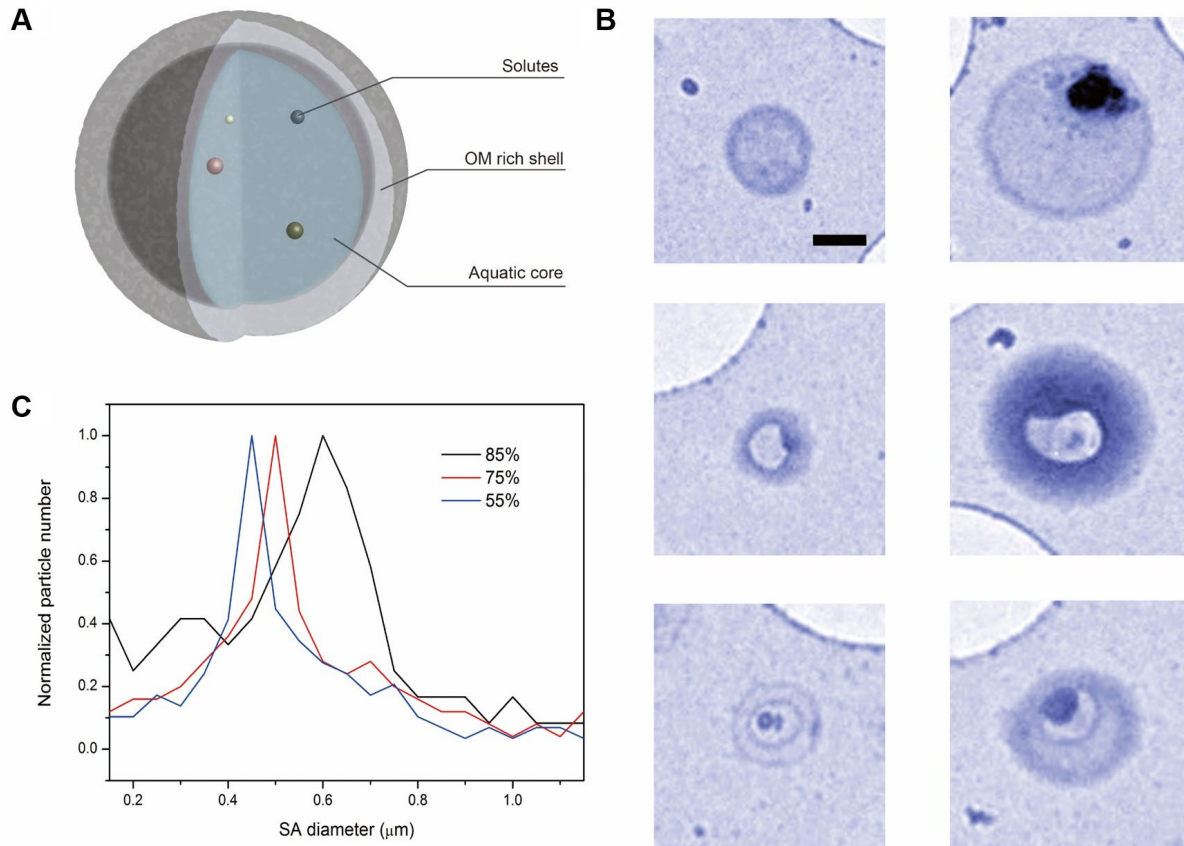 A
Solutes
OM rich shell
Aquatic core
B
C
Normalized particle number
1.0
0.8
0.6
0.4
0.2
0.0
85%
75%
55%
0.2 0.4 0.6 0.8 1.0
SA diameter (μm)